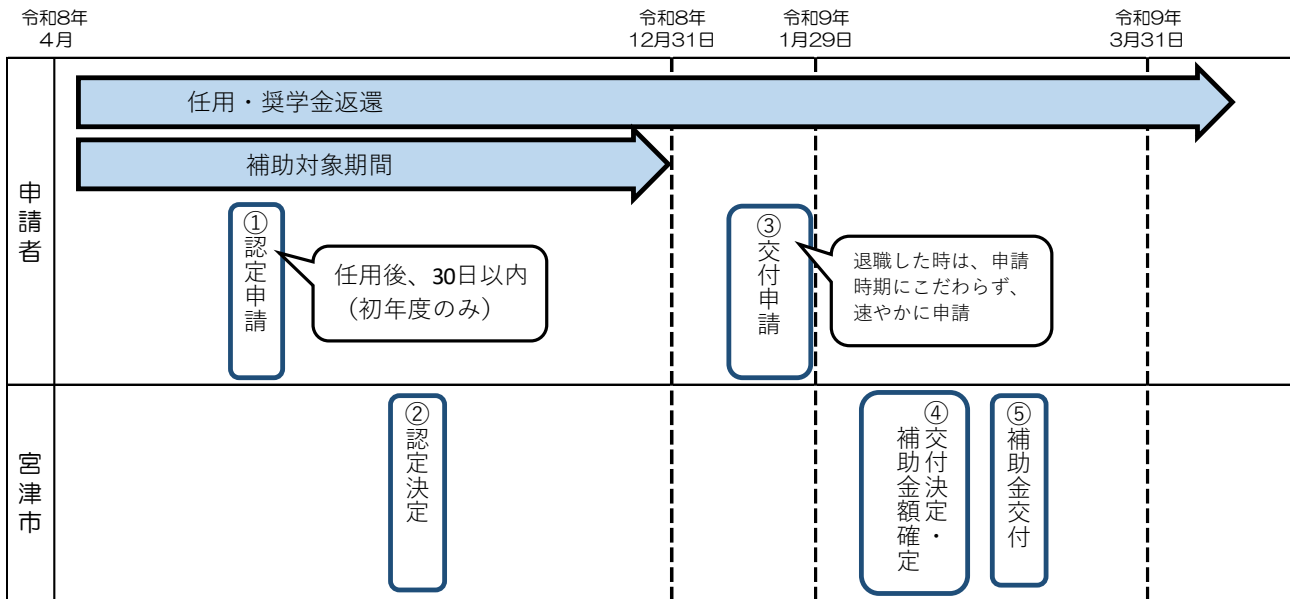 令和8年
4月
令和8年
12月31日
令和9年
1月29日
令和9年
3月31日
申請者
任用・奨学金返還
補助対象期間
①認定申請
任用後、30日以内
（初年度のみ）
③交付申請
退職した時は、申請
時期にこだわらず、
速やかに申請
宮津市
②認定決定
④交付決定・
補助金額確定
⑤補助金交付